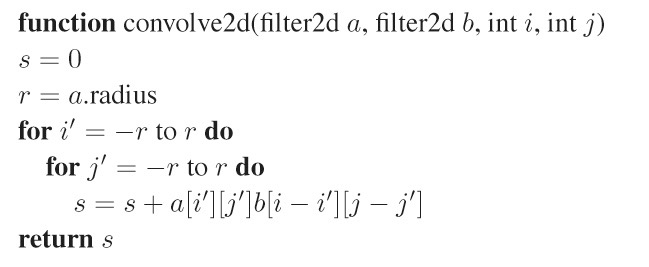 function convolve2d(filter2d a, filter2d b, int i, int j)
s = 0
r = a.radius
for i′ = −r to r do
for j′ = −r to r do
s = s + a[i′][j′]b[i − i′][j − j′]
return s